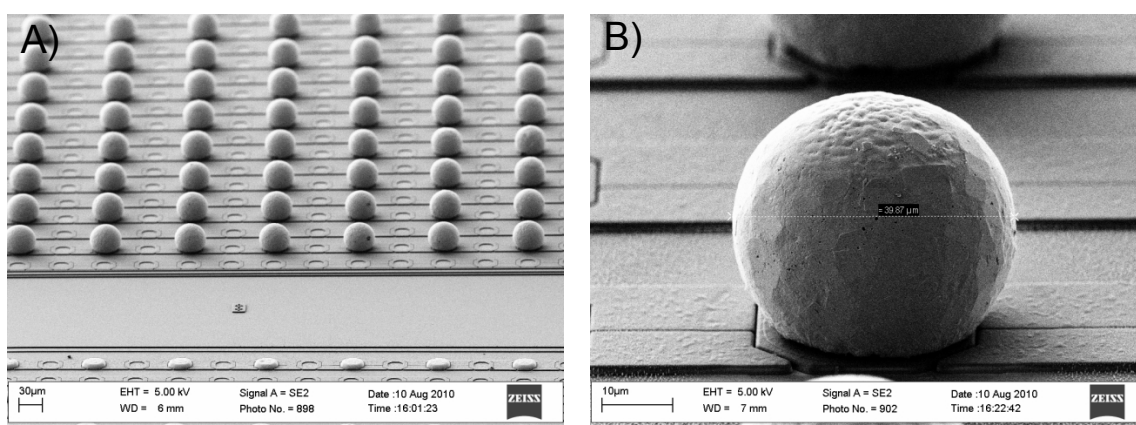 A)
30µm
EHT = 5.00 kV
WD = 6 mm
Signal A = SE2
Photo No. = 898
Date :10 Aug 2010
Time :16:01:23
ZEISS
B)
= 39.87 µm
10µm
EHT = 5.00 kV
WD = 7 mm
Signal A = SE2
Photo No. = 902
Date :10 Aug 2010
Time :16:22:42
ZEISS